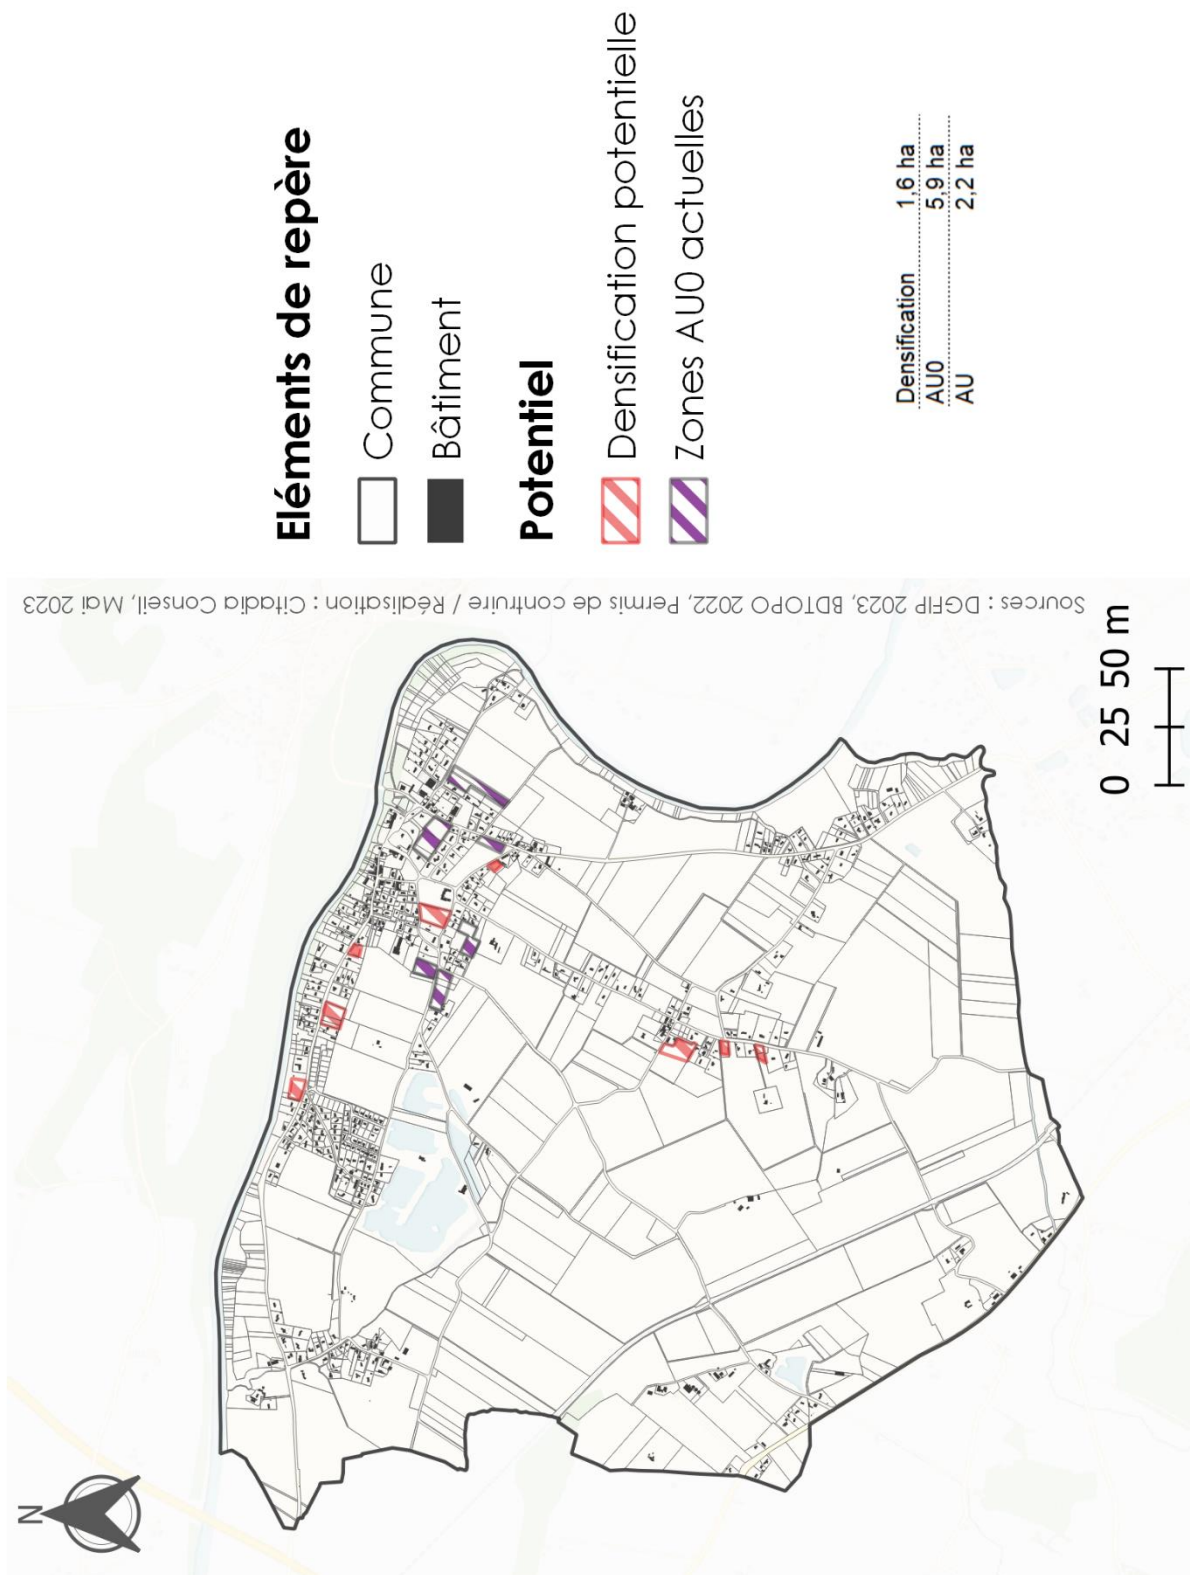 N
Sources : DGFIP 2023, BDTOPO 2022, Permis de construire / Réalisation : Citadia Conseil, Mai 2023
0 25 50 m
Eléments de repère
Commune
Bâtiment
Potentiel
Densification potentielle
Zones AU0 actuelles
Densification 1,6 ha
AU0 5,9 ha
AU 2,2 ha